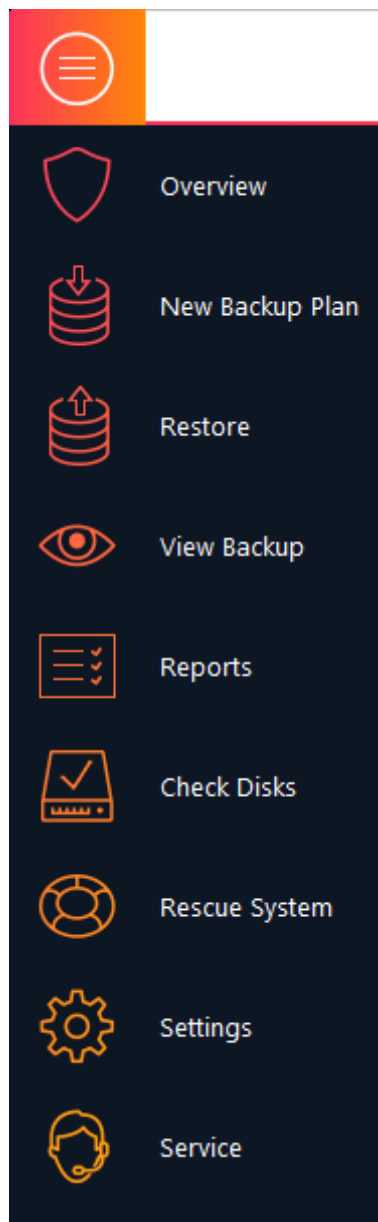 Overview
New Backup Plan
Restore
View Backup
Reports
Check Disks
Rescue System
Settings
Service